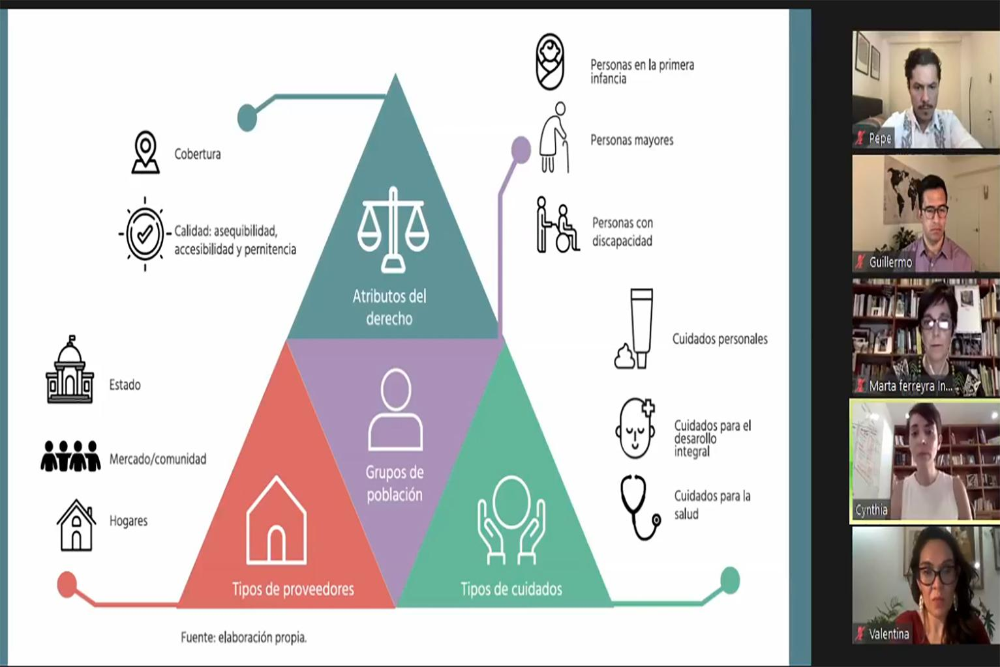 Cobertura
Calidad: asequibilidad,
accesibilidad y pernitencia
Personas en la primera
infancia
Personas mayores
Personas con
discapacidad
Atributos del
derecho
Estado
Mercado/comunidad
Hogares
Grupos de
población
Cuidados personales
Cuidados para el
desarollo
integral
Cuidados para la
salud
Tipos de proveedores
Tipos de cuidados
Fuente: elaboración propia.
Pepe
Guillermo
Marta ferreyra In...
Cynthia
Valentina